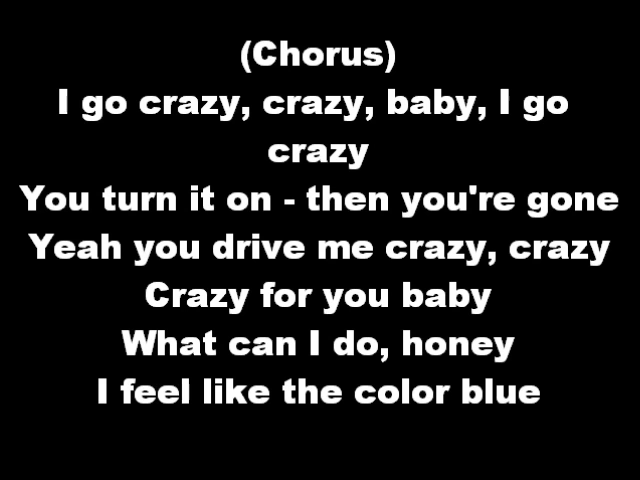 (Chorus)
I go crazy, crazy, baby, I go
crazy
You turn it on - then you're gone
Yeah you drive me crazy, crazy
Crazy for you baby
What can I do, honey
I feel like the color blue